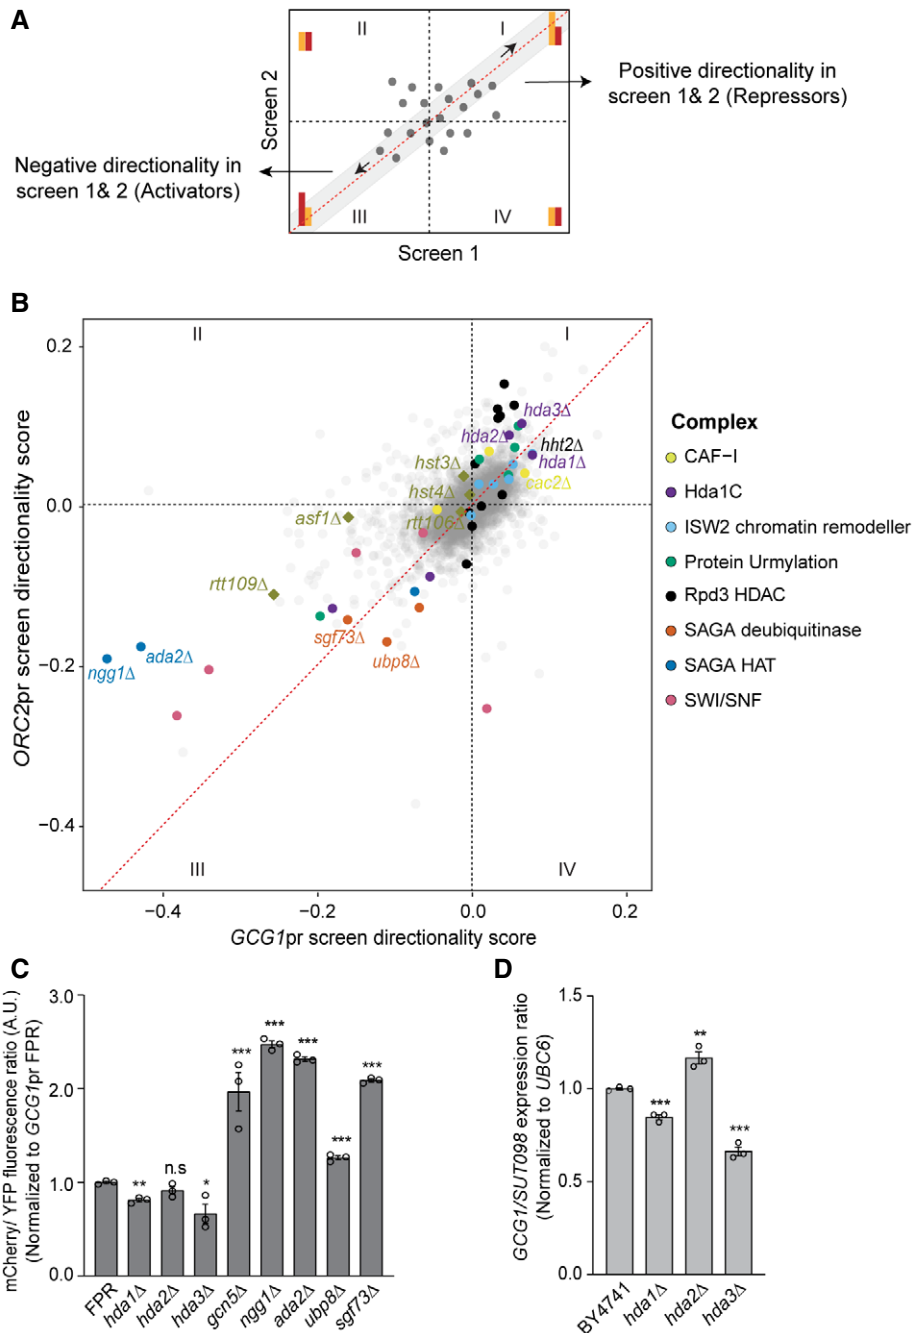 A
II
I
Screen 2
Positive directionality in
screen 1& 2 (Repressors)
Negative directionality in
screen 1& 2 (Activators)
III
IV
Screen 1
B
II
I
0.2
0.0
−0.2
−0.4
ORC2pr screen directionality score
hda3Δ
hda2Δ
hht2Δ
hst3Δ
hda1Δ
hst4Δ
cac2Δ
asf1Δ
rtt106Δ
rtt109Δ
sgf73Δ
ada2Δ
ubp8Δ
ngg1Δ
III
IV
−0.4
−0.2
0.0
0.2
GCG1pr screen directionality score
Complex
CAF−I
Hda1C
ISW2 chromatin remodeller
Protein Urmylation
Rpd3 HDAC
SAGA deubiquitinase
SAGA HAT
SWI/SNF
C
mCherry/ YFP fluorescence ratio (A.U.)
(Normalized to GCG1pr FPR)
3.0
2.0
1.0
0.0
**
n.s
*
***
***
***
***
***
FPR
hda1Δ
hda2Δ
hda3Δ
gcn5Δ
ngg1Δ
ada2Δ
ubp8Δ
sgf73Δ
D
GCG1/SUT098 expression ratio
(Normalized to UBC6)
1.5
1.0
0.5
0.0
***
**
***
BY4741
hda1Δ
hda2Δ
hda3Δ